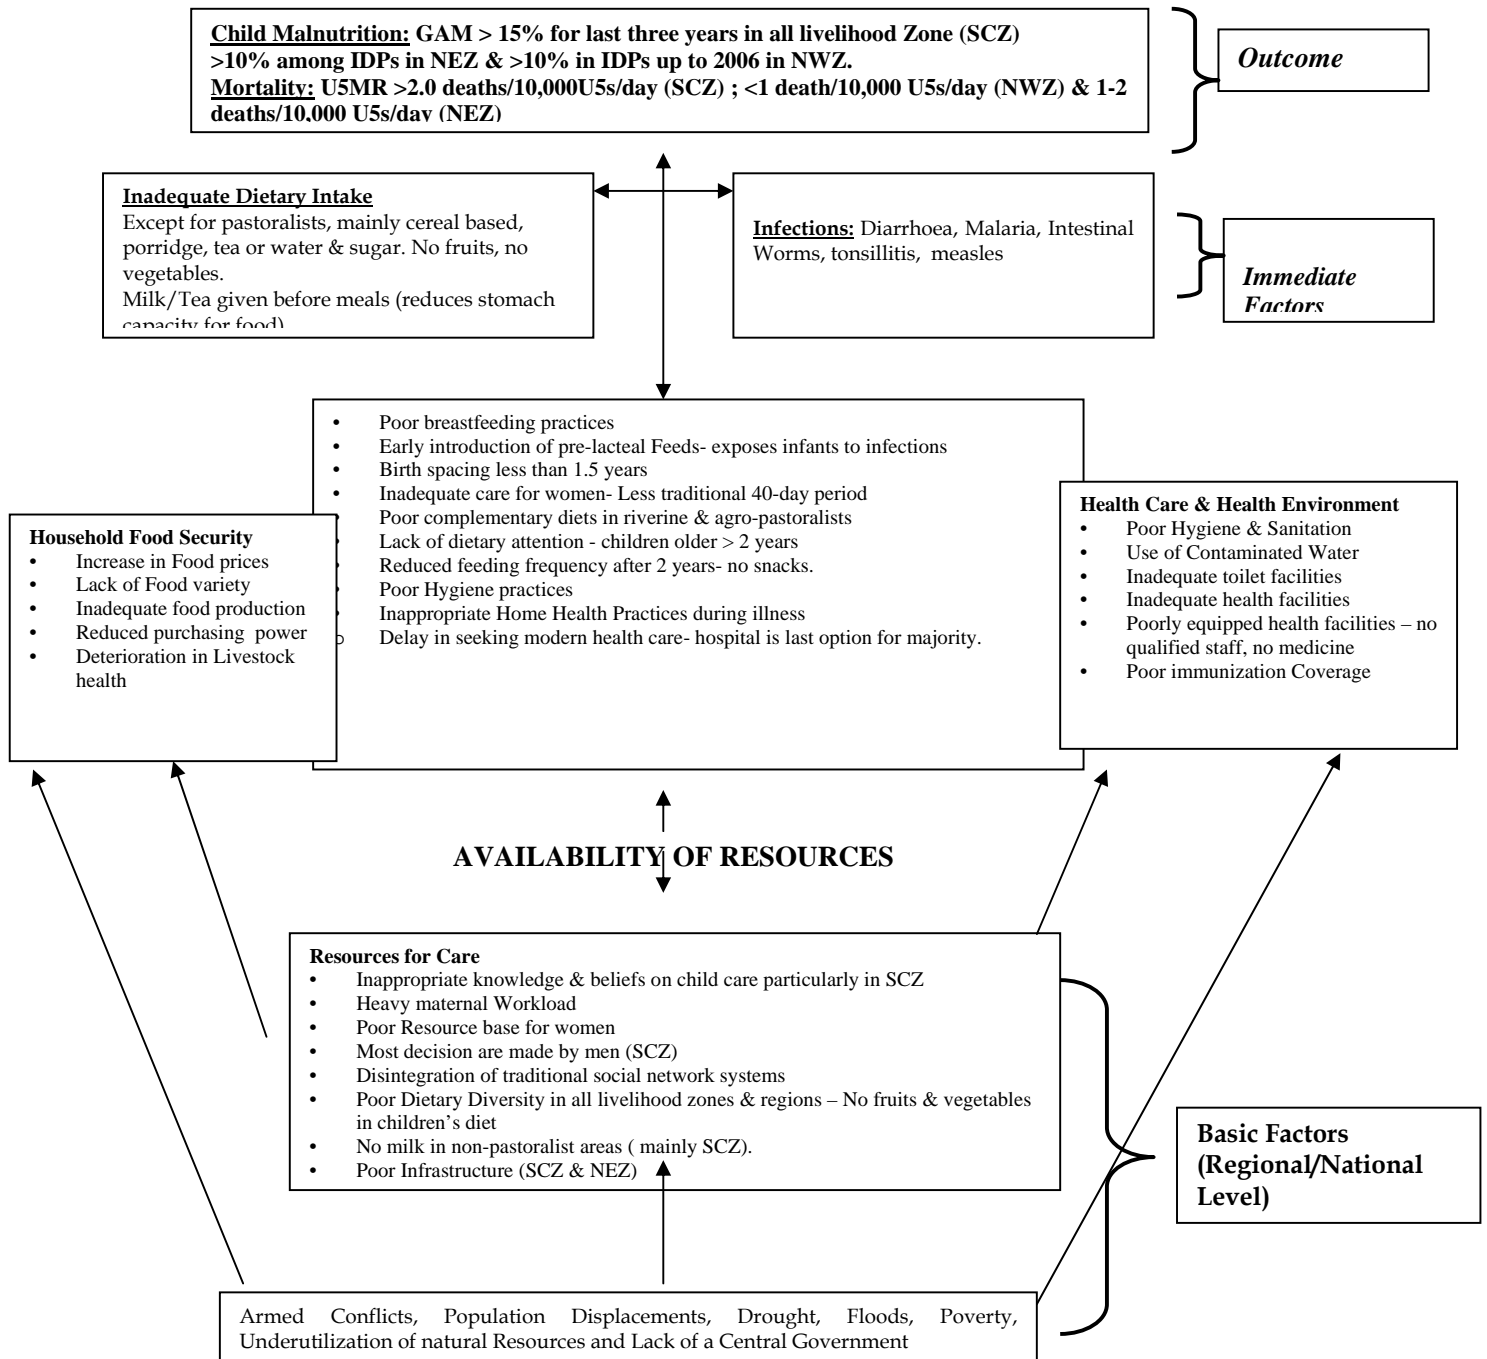 Child Malnutrition: GAM > 15% for last three years in all livelihood Zone (SCZ)
>10% among IDPs in NEZ & >10% in IDPs up to 2006 in NWZ.
Mortality: U5MR >2.0 deaths/10,000U5s/day (SCZ) ; <1 death/10,000 U5s/day (NWZ) & 1-2
deaths/10,000 U5s/day (NEZ)
Outcome
Inadequate Dietary Intake
Except for pastoralists, mainly cereal based,
porridge, tea or water & sugar. No fruits, no
vegetables.
Milk/Tea given before meals (reduces stomach
capacity for food)
Infections: Diarrhoea, Malaria, Intestinal
Worms, tonsillitis, measles
Immediate
Factors
• Poor breastfeeding practices
• Early introduction of pre-lacteal Feeds- exposes infants to infections
• Birth spacing less than 1.5 years
• Inadequate care for women- Less traditional 40-day period
• Poor complementary diets in riverine & agro-pastoralists
• Lack of dietary attention - children older > 2 years
• Reduced feeding frequency after 2 years- no snacks.
• Poor Hygiene practices
• Inappropriate Home Health Practices during illness
o Delay in seeking modern health care- hospital is last option for majority.
Household Food Security
• Increase in Food prices
• Lack of Food variety
• Inadequate food production
• Reduced purchasing power
• Deterioration in Livestock
health
Health Care & Health Environment
• Poor Hygiene & Sanitation
• Use of Contaminated Water
• Inadequate toilet facilities
• Inadequate health facilities
• Poorly equipped health facilities – no
qualified staff, no medicine
• Poor immunization Coverage
AVAILABILITY OF RESOURCES
Resources for Care
• Inappropriate knowledge & beliefs on child care particularly in SCZ
• Heavy maternal Workload
• Poor Resource base for women
• Most decision are made by men (SCZ)
• Disintegration of traditional social network systems
• Poor Dietary Diversity in all livelihood zones & regions – No fruits & vegetables
in children’s diet
• No milk in non-pastoralist areas ( mainly SCZ).
• Poor Infrastructure (SCZ & NEZ)
Basic Factors
(Regional/National
Level)
Armed Conflicts, Population Displacements, Drought, Floods, Poverty,
Underutilization of natural Resources and Lack of a Central Government